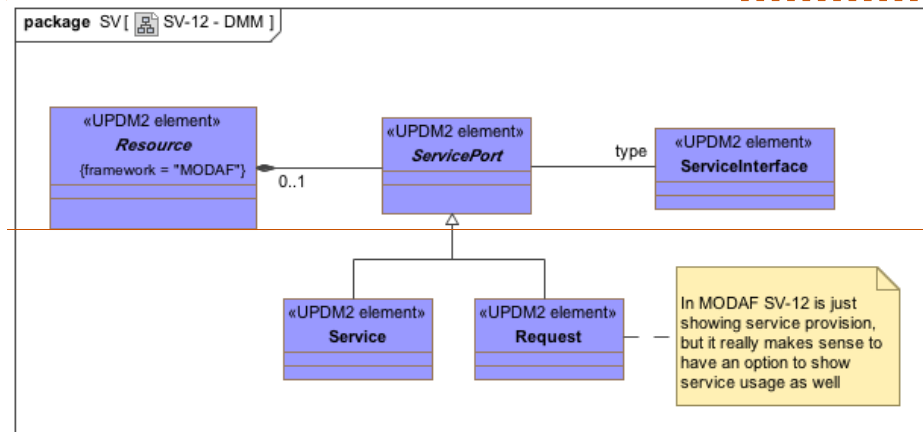 package SV[ SV-12 - DMM ]
«UPDM2 element»
Resource
{framework = "MODAF"}
0..1
«UPDM2 element»
ServicePort
type
«UPDM2 element»
ServiceInterface
«UPDM2 element»
Service
«UPDM2 element»
Request
In MODAF SV-12 is just
showing service provision,
but it really makes sense to
have an option to show
service usage as well